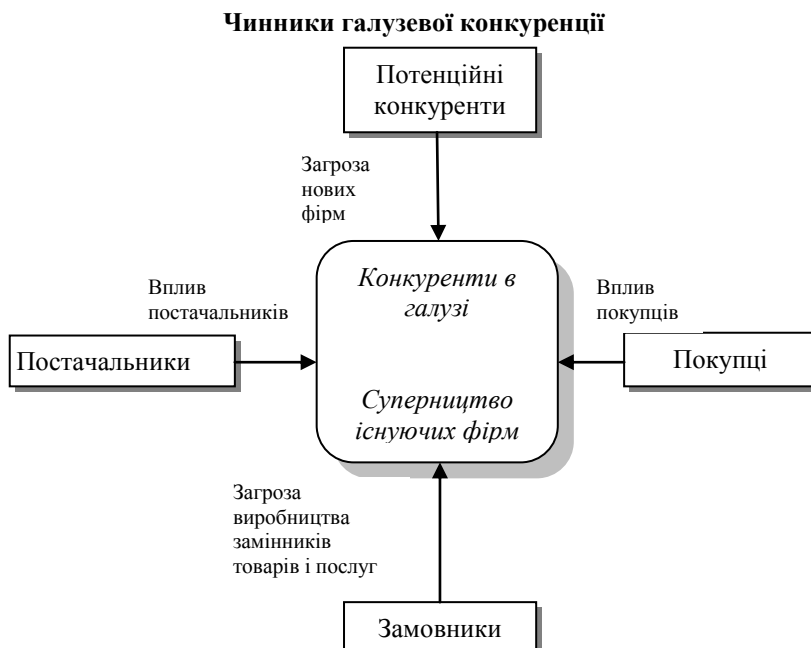 Чинники галузевої конкуренції
Потенційні
конкуренти
Загроза
нових
фірм
Конкуренти в
галузі
Вплив
постачальників
Вплив
покупців
Постачальники
Покупці
Суперництво
існуючих фірм
Загроза
виробництва
замінників
товарів і послуг
Замовники